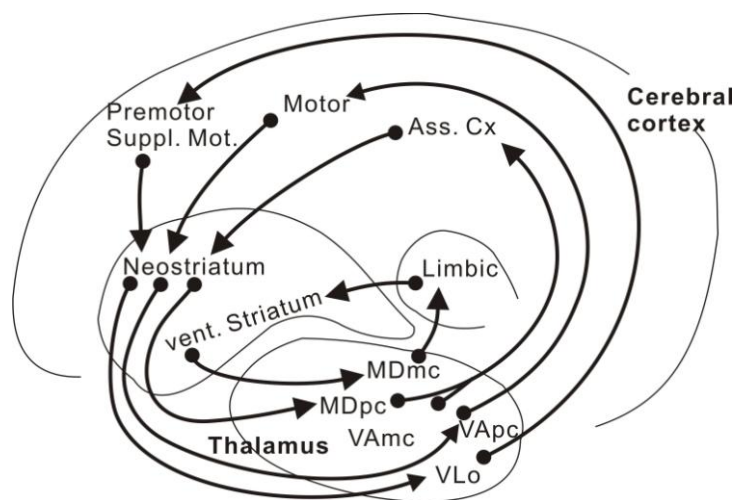 Premotor
Suppl. Mot.
Motor
Ass. Cx
Cerebral
cortex
Neostriatum
Limbic
vent. Striatum
MDmc
MDpc
VAmc
VApc
Thalamus
VLo